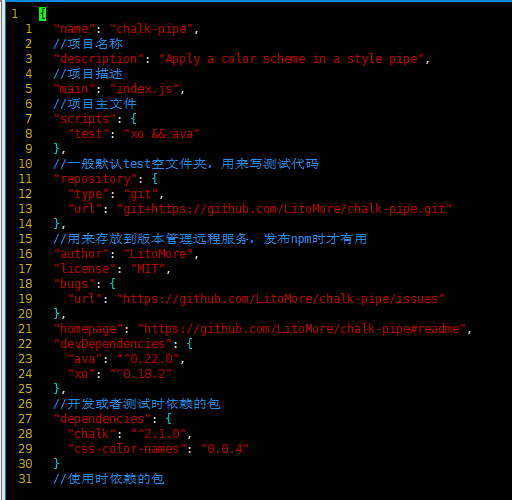 1 {
1 "name": "chalk-pipe",
2 //项目名称
3 "description": "Apply a color scheme in a style pipe",
4 //项目描述
5 "main": "index.js",
6 //项目主文件
7 "scripts": {
8 "test": "xo && ava"
9 },
10 //一般默认test空文件夹，用来写测试代码
11 "repository": {
12 "type": "git",
13 "url": "git+https://github.com/LitoMore/chalk-pipe.git"
14 },
15 //用来存放到版本管理远程服务，发布npm时才有用
16 "author": "LitoMore",
17 "license": "MIT",
18 "bugs": {
19 "url": "https://github.com/LitoMore/chalk-pipe/issues"
20 },
21 "homepage": "https://github.com/LitoMore/chalk-pipe#readme",
22 "devDependencies": {
23 "ava": "^0.22.0",
24 "xo": "^0.18.2"
25 },
26 //开发或者测试时依赖的包
27 "dependencies": {
28 "chalk": "^2.1.0",
29 "css-color-names": "0.0.4"
30 }
31 //使用时依赖的包